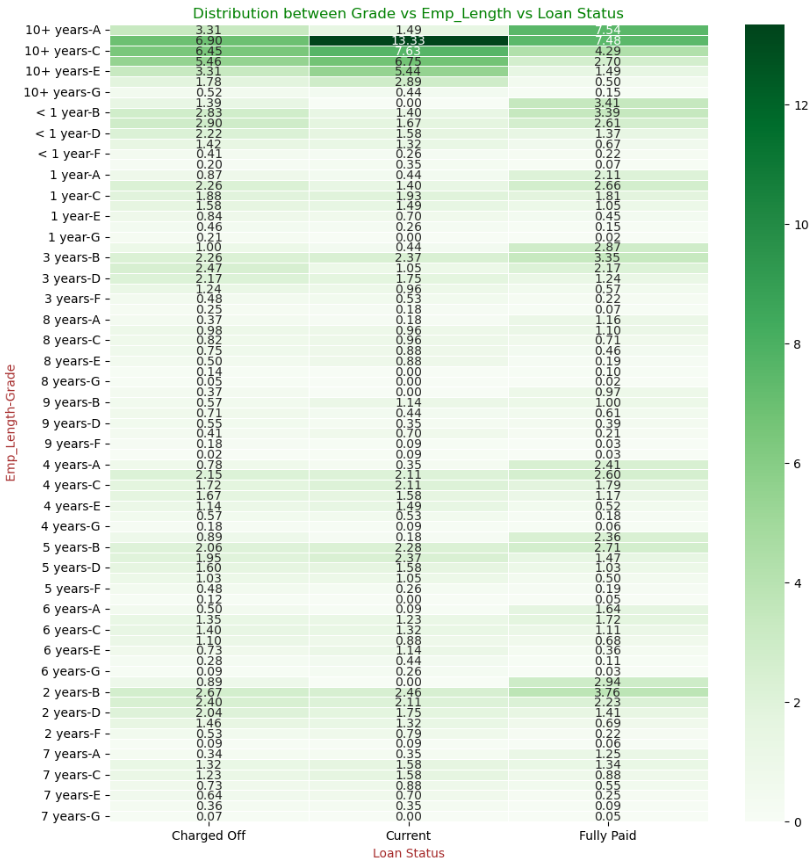 Distribution between Grade vs Emp_Length vs Loan Status
10+ years-A 3.31 1.49 7.54
6.90 13.33 7.48
10+ years-C 6.45 7.63 4.29
5.46 6.75 2.70
10+ years-E 3.31 5.44 1.49
1.78 2.89 0.50
10+ years-G 0.52 0.44 0.15
1.39 0.00 3.41
< 1 year-B 2.83 1.40 3.39
2.90 1.67 2.61
< 1 year-D 2.22 1.58 1.37
1.42 1.32 0.67
< 1 year-F 0.41 0.26 0.22
0.20 0.35 0.07
1 year-A 0.87 0.44 2.11
2.26 1.40 2.66
1 year-C 1.88 1.93 1.81
1.58 1.49 1.05
1 year-E 0.84 0.70 0.45
0.46 0.26 0.15
1 year-G 0.21 0.00 0.02
1.00 0.44 2.87
3 years-B 2.26 2.37 3.35
2.47 1.05 2.17
3 years-D 2.17 1.75 1.24
1.24 0.96 0.57
3 years-F 0.48 0.53 0.22
0.25 0.18 0.07
8 years-A 0.37 0.18 1.16
0.98 0.96 1.10
8 years-C 0.82 0.96 0.71
0.75 0.88 0.46
8 years-E 0.50 0.88 0.19
0.14 0.00 0.10
8 years-G 0.05 0.00 0.02
0.37 0.00 0.97
9 years-B 0.57 1.14 1.00
0.71 0.44 0.61
9 years-D 0.55 0.35 0.39
0.41 0.70 0.21
9 years-F 0.18 0.09 0.03
0.02 0.09 0.03
4 years-A 0.78 0.35 2.41
2.15 2.11 2.60
4 years-C 1.72 2.11 1.79
1.67 1.58 1.17
4 years-E 1.14 1.49 0.52
0.57 0.53 0.18
4 years-G 0.18 0.09 0.06
0.89 0.18 2.36
5 years-B 2.06 2.28 2.71
1.95 2.37 1.47
5 years-D 1.60 1.58 1.03
1.03 1.05 0.50
5 years-F 0.48 0.26 0.19
0.12 0.00 0.05
6 years-A 0.50 0.09 1.64
1.35 1.23 1.72
6 years-C 1.40 1.32 1.11
1.10 0.88 0.68
6 years-E 0.73 1.14 0.36
0.28 0.44 0.11
6 years-G 0.09 0.26 0.03
0.89 0.00 2.94
2 years-B 2.67 2.46 3.76
2.40 2.11 2.23
2 years-D 2.04 1.75 1.41
1.46 1.32 0.69
2 years-F 0.53 0.79 0.22
0.09 0.09 0.06
7 years-A 0.34 0.35 1.25
1.32 1.58 1.34
7 years-C 1.23 1.58 0.88
0.73 0.88 0.55
7 years-E 0.64 0.70 0.25
0.36 0.35 0.09
7 years-G 0.07 0.00 0.05
Charged Off Current Fully Paid
Loan Status
Emp_Length-Grade
12
10
8
6
4
2
0